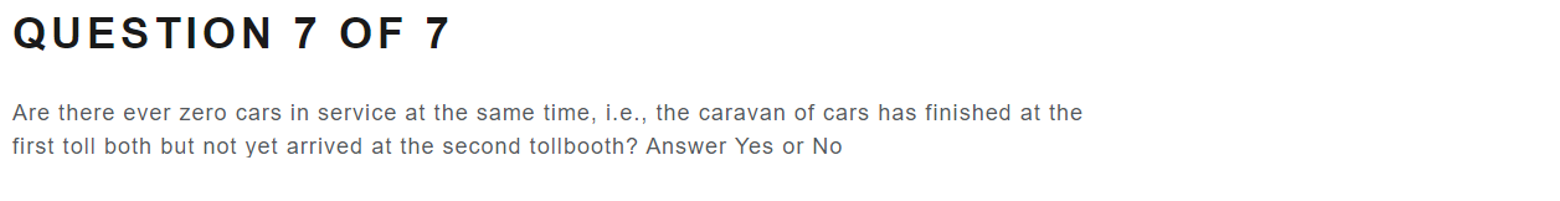 QUESTION 7 OF 7
Are there ever zero cars in service at the same time, i.e., the caravan of cars has finished at the
first toll both but not yet arrived at the second tollbooth? Answer Yes or No